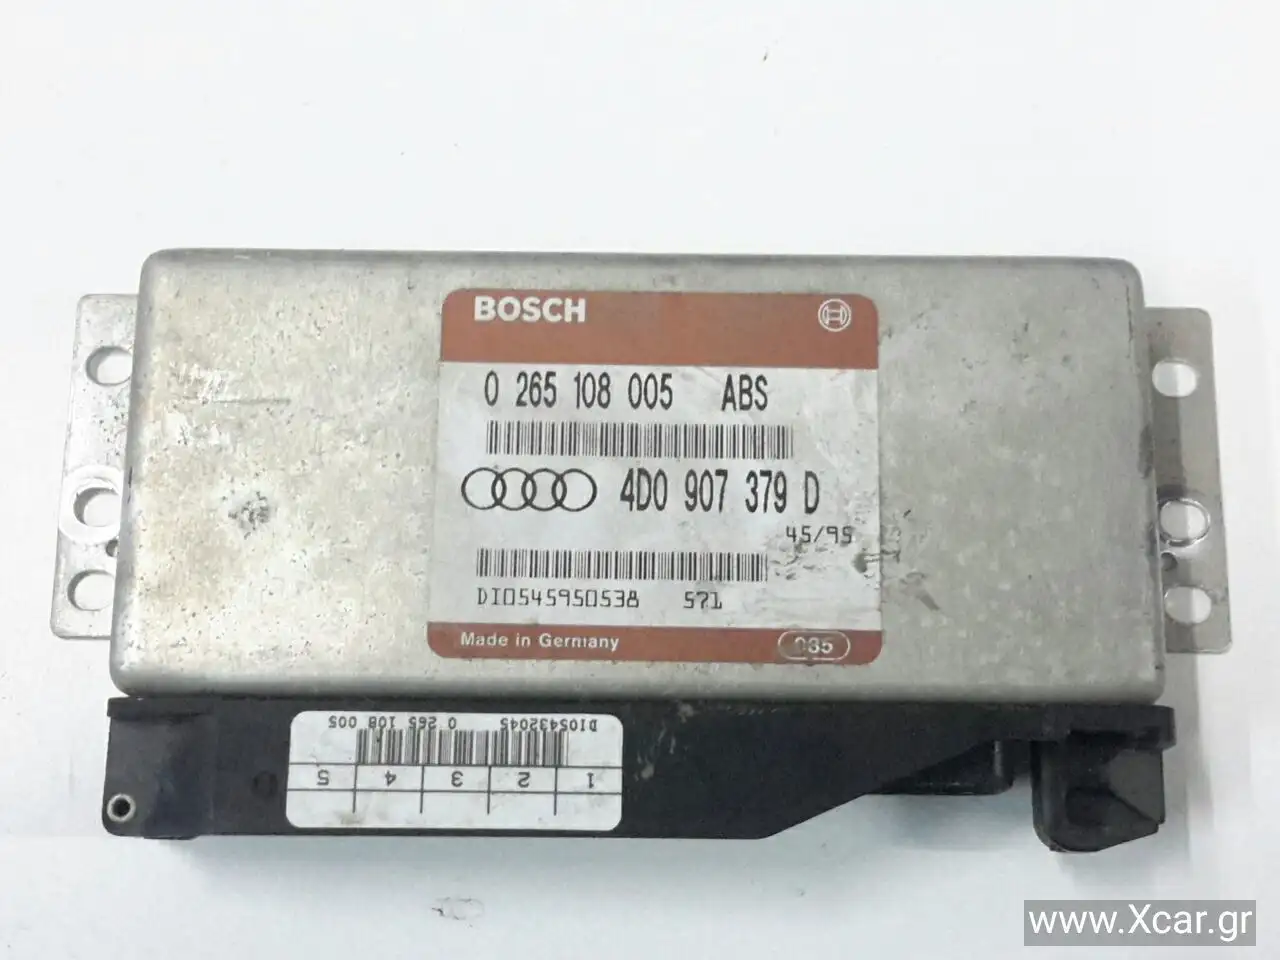 BOSCH
0 265 108 005 ABS
4D0 907 379 D
45/95
DI0545950538 571
Made in Germany 085
DI05432045 0 265 108 005
1 2 3 4 5
www.Xcar.gr